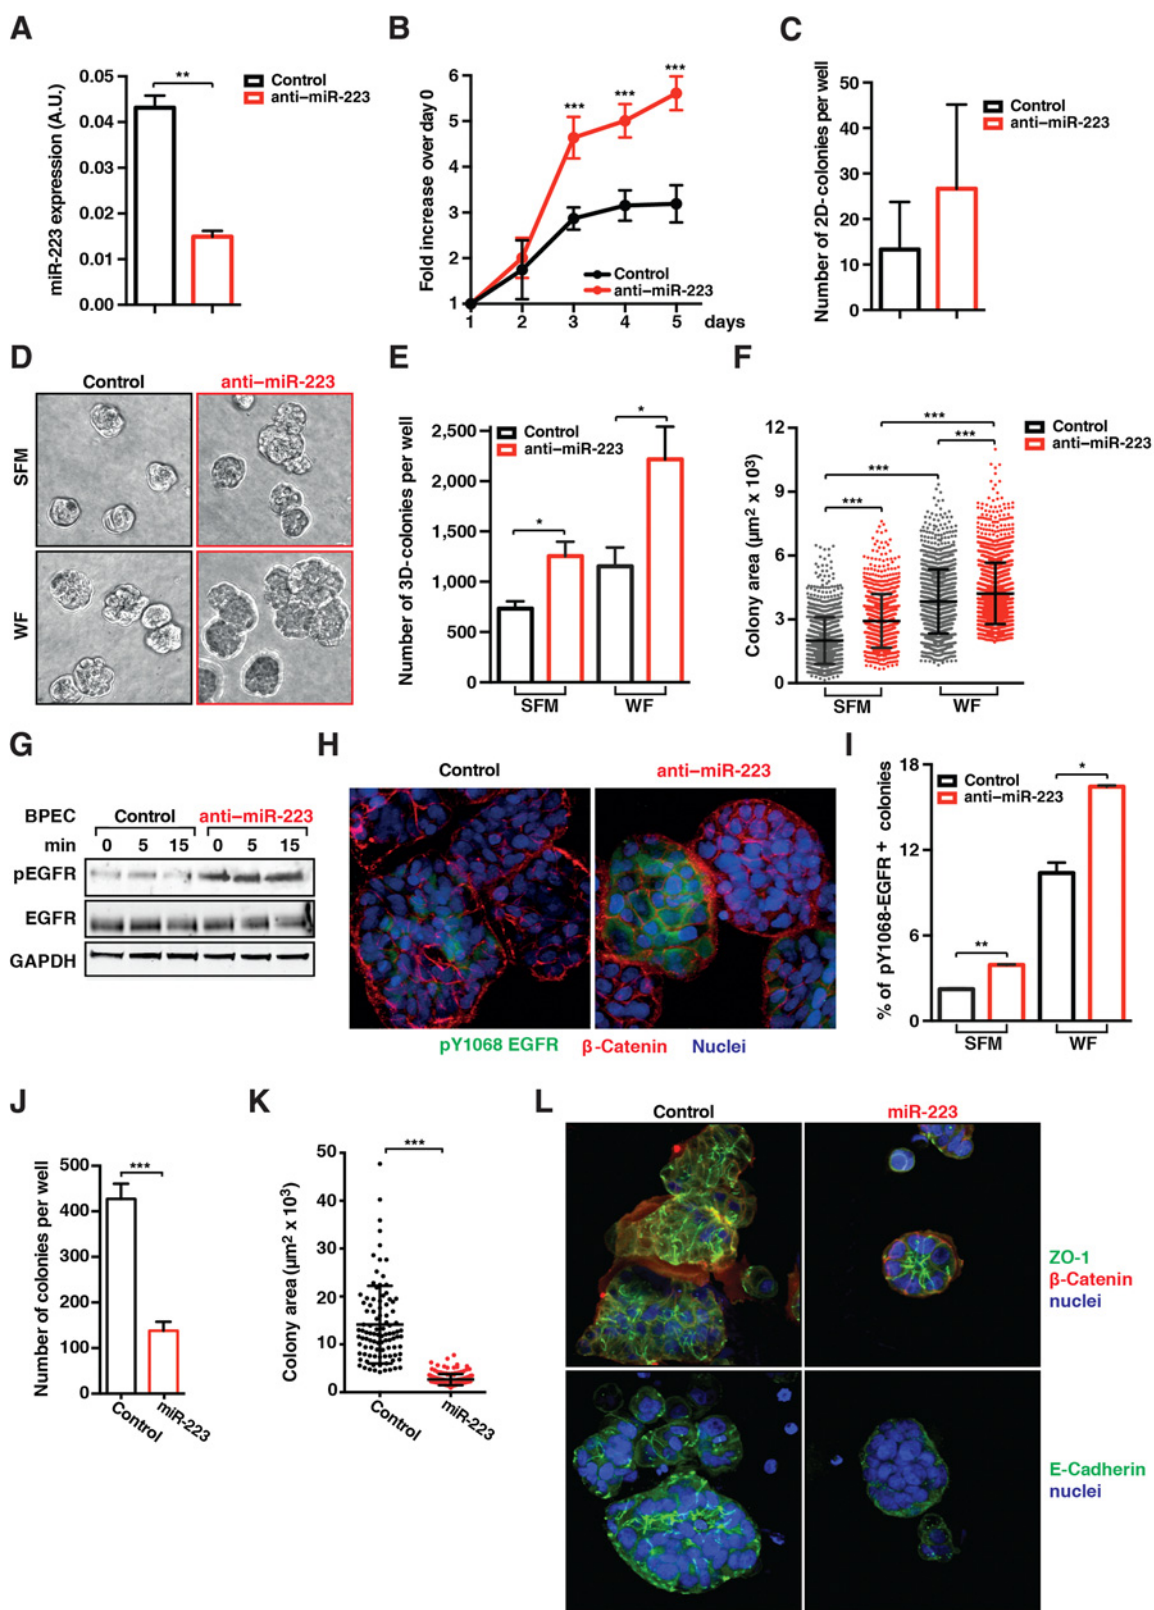 A
miR-223 expression (A.U.)
0.05
0.04
0.03
0.02
0.01
0.00
**
Control
anti–miR-223
B
Fold increase over day 0
6
5
4
3
2
1
***
***
***
Control
anti–miR-223
1 2 3 4 5 days
C
Number of 2D-colonies per well
50
40
30
20
10
0
Control
anti–miR-223
D
Control anti–miR-223
SFM
WF
E
Number of 3D-colonies per well
2,500
2,000
1,500
1,000
500
0
Control
anti–miR-223
*
*
SFM WF
F
Colony area (µm² x 10³)
12
9
6
3
0
***
***
***
***
Control
anti–miR-223
SFM WF
G
BPEC Control anti–miR-223
min 0 5 15 0 5 15
pEGFR
EGFR
GAPDH
H
Control anti–miR-223
pY1068 EGFR β-Catenin Nuclei
I
% of pY1068-EGFR + colonies
18
12
6
0
Control
anti–miR-223
**
*
SFM WF
J
Number of colonies per well
500
400
300
200
100
0
***
Control
miR-223
K
Colony area (µm² x 10³)
50
40
30
20
10
0
***
Control
miR-223
L
Control miR-223
ZO-1
β-Catenin
nuclei
E-Cadherin
nuclei